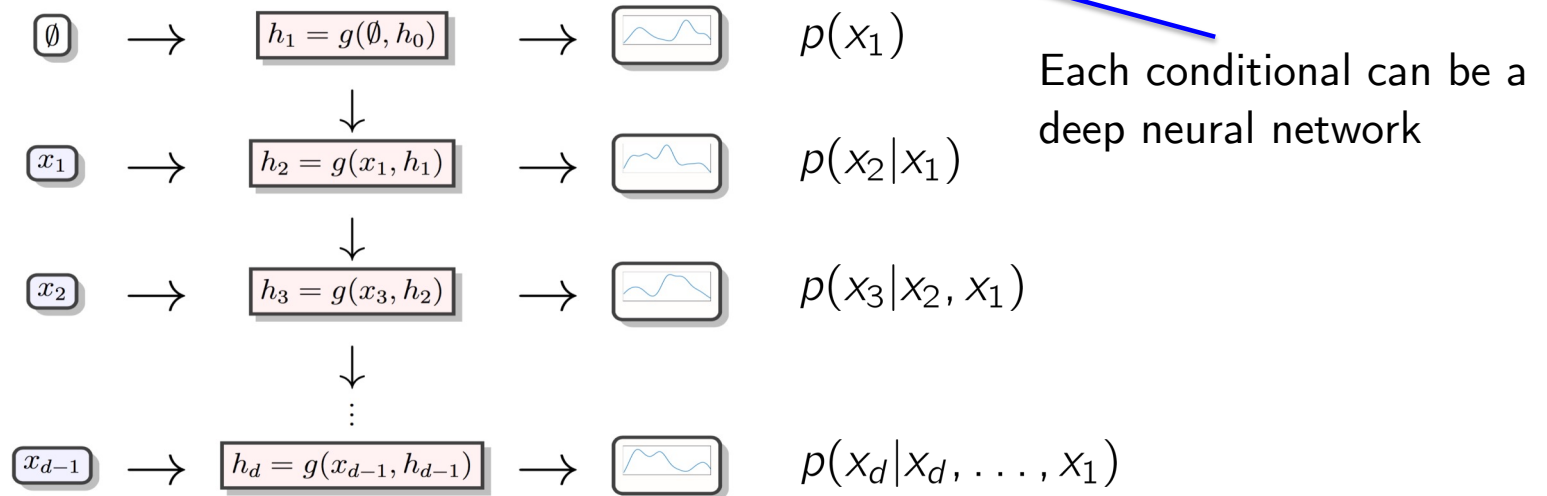 ∅ → h₁ = g(∅, h₀) → p(x₁)
Each conditional can be a
deep neural network
↓
x₁ → h₂ = g(x₁, h₁) → p(x₂|x₁)
↓
x₂ → h₃ = g(x₃, h₂) → p(x₃|x₂, x₁)
↓
⋮
x_{d−1} → h_d = g(x_{d−1}, h_{d−1}) → p(x_d|x_d, . . . , x₁)